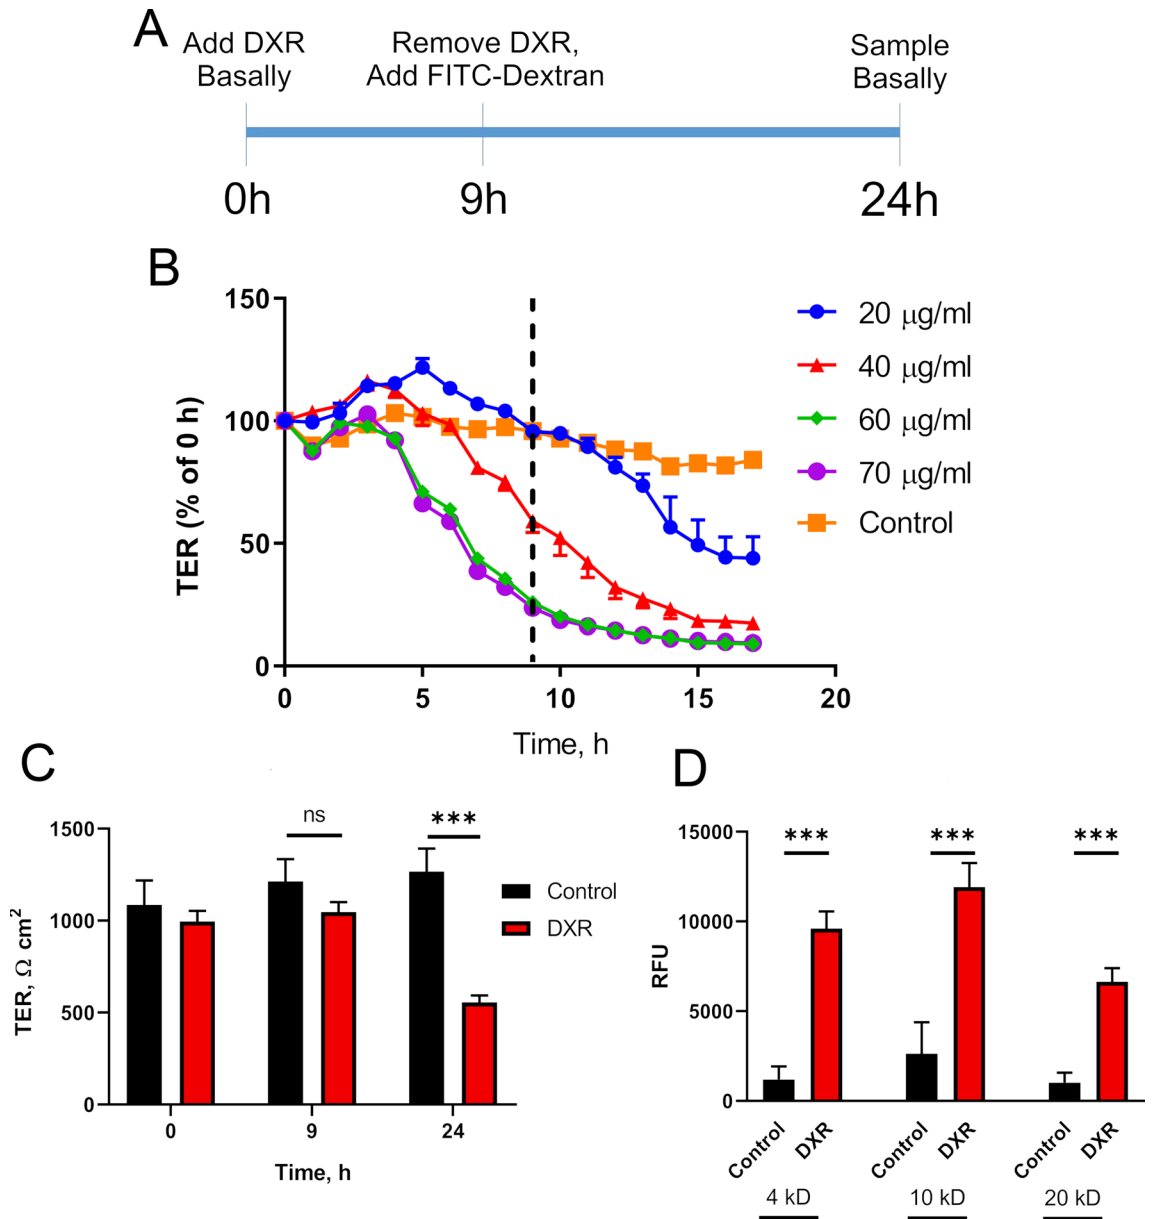 A
Add DXR
Basally
Remove DXR,
Add FITC-Dextran
Sample
Basally
0h
9h
24h
B
TER (% of 0 h)
150
100
50
0
0
5
10
15
20
Time, h
20 μg/ml
40 μg/ml
60 μg/ml
70 μg/ml
Control
C
TER, Ω cm²
1500
1000
500
0
ns
***
0
9
24
Time, h
Control
DXR
D
RFU
15000
10000
5000
0
***
***
***
Control
DXR
Control
DXR
Control
DXR
4 kD
10 kD
20 kD